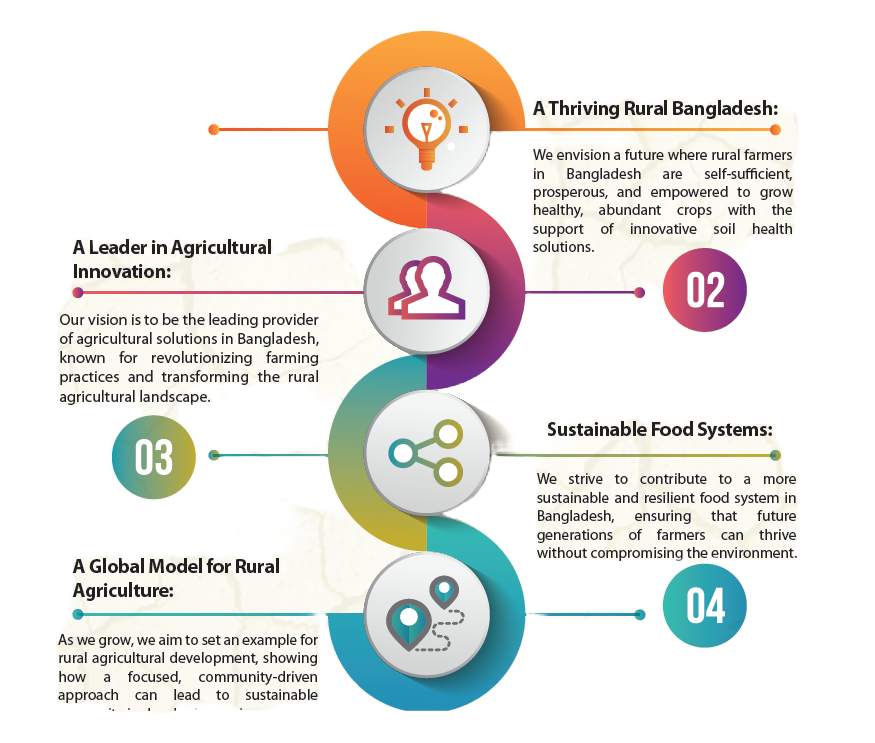 A Thriving Rural Bangladesh:
We envision a future where rural farmers
in Bangladesh are self-sufficient,
prosperous, and empowered to grow
healthy, abundant crops with the
support of innovative soil health
solutions.
A Leader in Agricultural
Innovation:
02
Our vision is to be the leading provider
of agricultural solutions in Bangladesh,
known for revolutionizing farming
practices and transforming the rural
agricultural landscape.
03
Sustainable Food Systems:
We strive to contribute to a more
sustainable and resilient food system in
Bangladesh, ensuring that future
generations of farmers can thrive
without compromising the environment.
A Global Model for Rural
Agriculture:
04
As we grow, we aim to set an example for
rural agricultural development, showing
how a focused, community-driven
approach can lead to sustainable